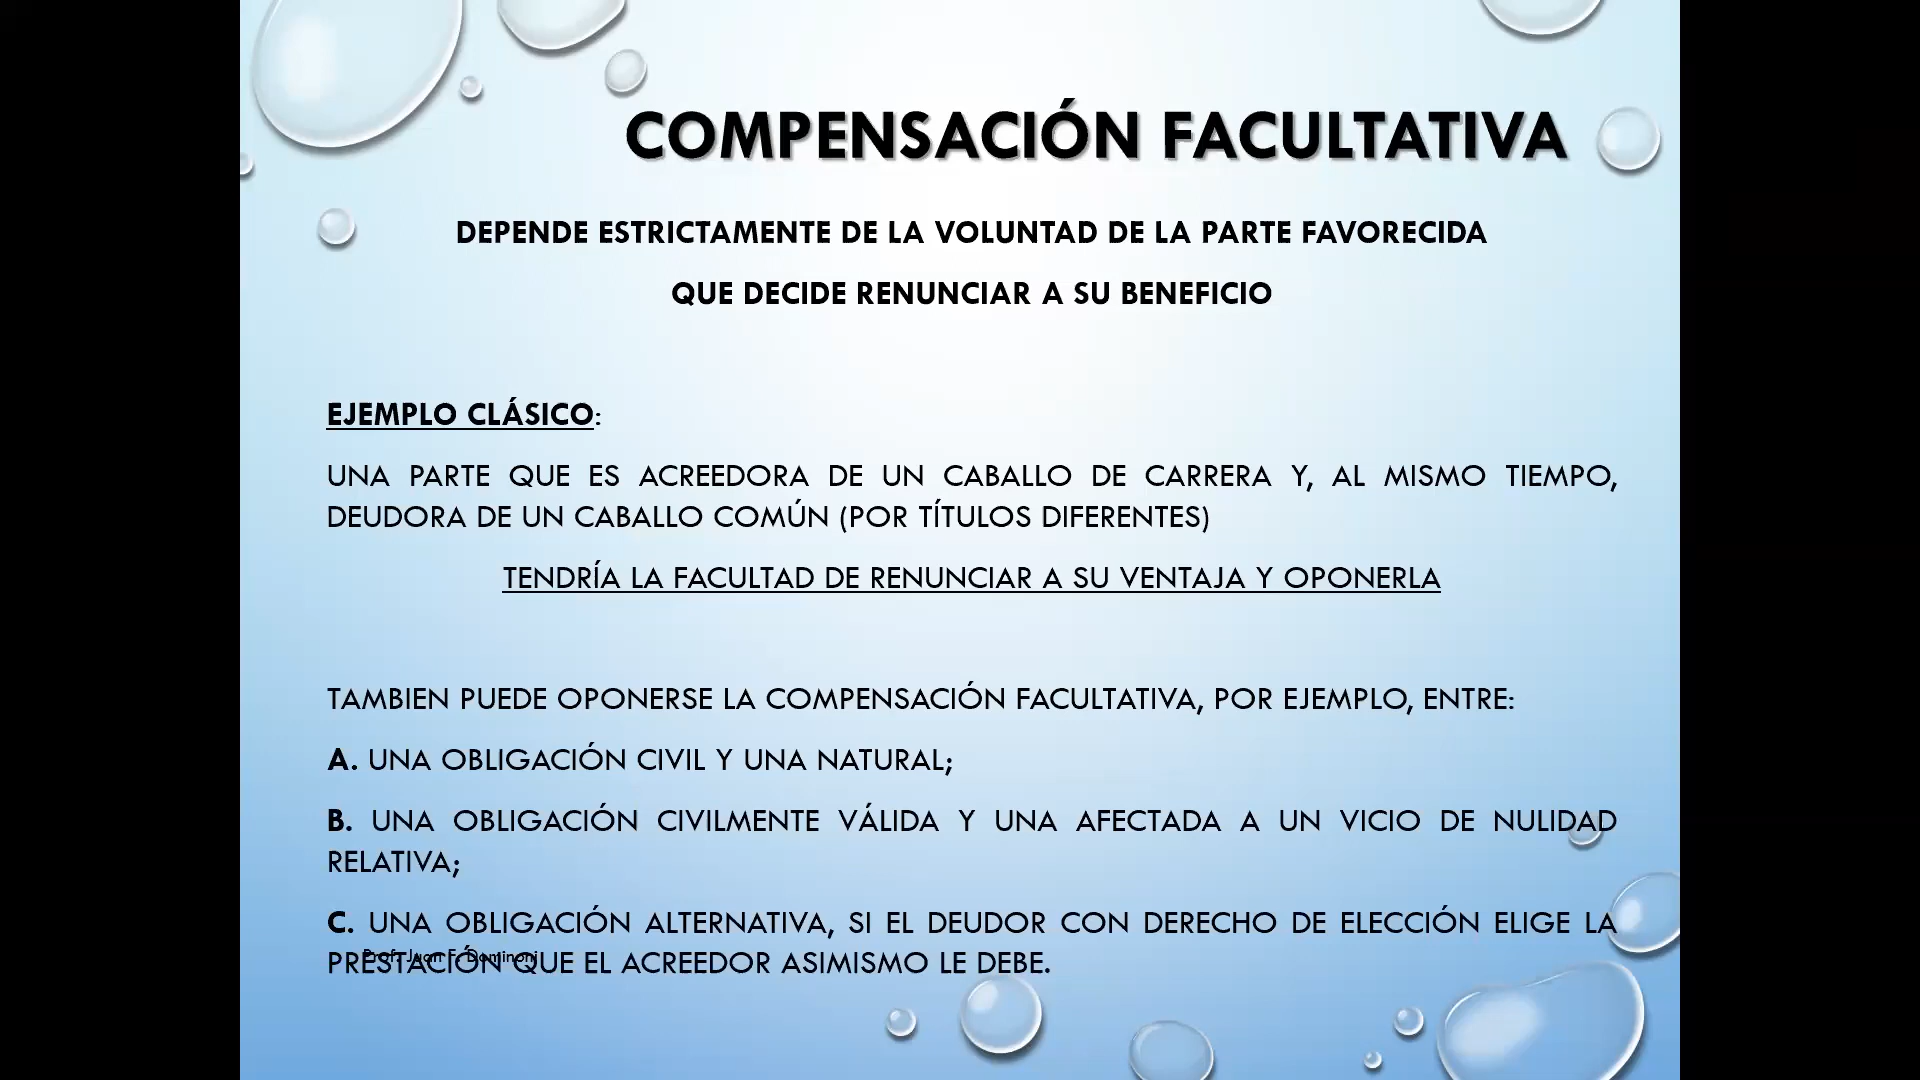 COMPENSACIÓN FACULTATIVA
DEPENDE ESTRICTAMENTE DE LA VOLUNTAD DE LA PARTE FAVORECIDA
QUE DECIDE RENUNCIAR A SU BENEFICIO
EJEMPLO CLÁSICO:
UNA PARTE QUE ES ACREEDORA DE UN CABALLO DE CARRERA Y, AL MISMO TIEMPO,
DEUDORA DE UN CABALLO COMÚN (POR TÍTULOS DIFERENTES)
TENDRÍA LA FACULTAD DE RENUNCIAR A SU VENTAJA Y OPONERLA
TAMBIEN PUEDE OPONERSE LA COMPENSACIÓN FACULTATIVA, POR EJEMPLO, ENTRE:
A. UNA OBLIGACIÓN CIVIL Y UNA NATURAL;
B. UNA OBLIGACIÓN CIVILMENTE VÁLIDA Y UNA AFECTADA A UN VICIO DE NULIDAD
RELATIVA;
C. UNA OBLIGACIÓN ALTERNATIVA, SI EL DEUDOR CON DERECHO DE ELECCIÓN ELIGE LA
PRESTACIÓN QUE EL ACREEDOR ASIMISMO LE DEBE.
Prof. Juan F. Dominoni